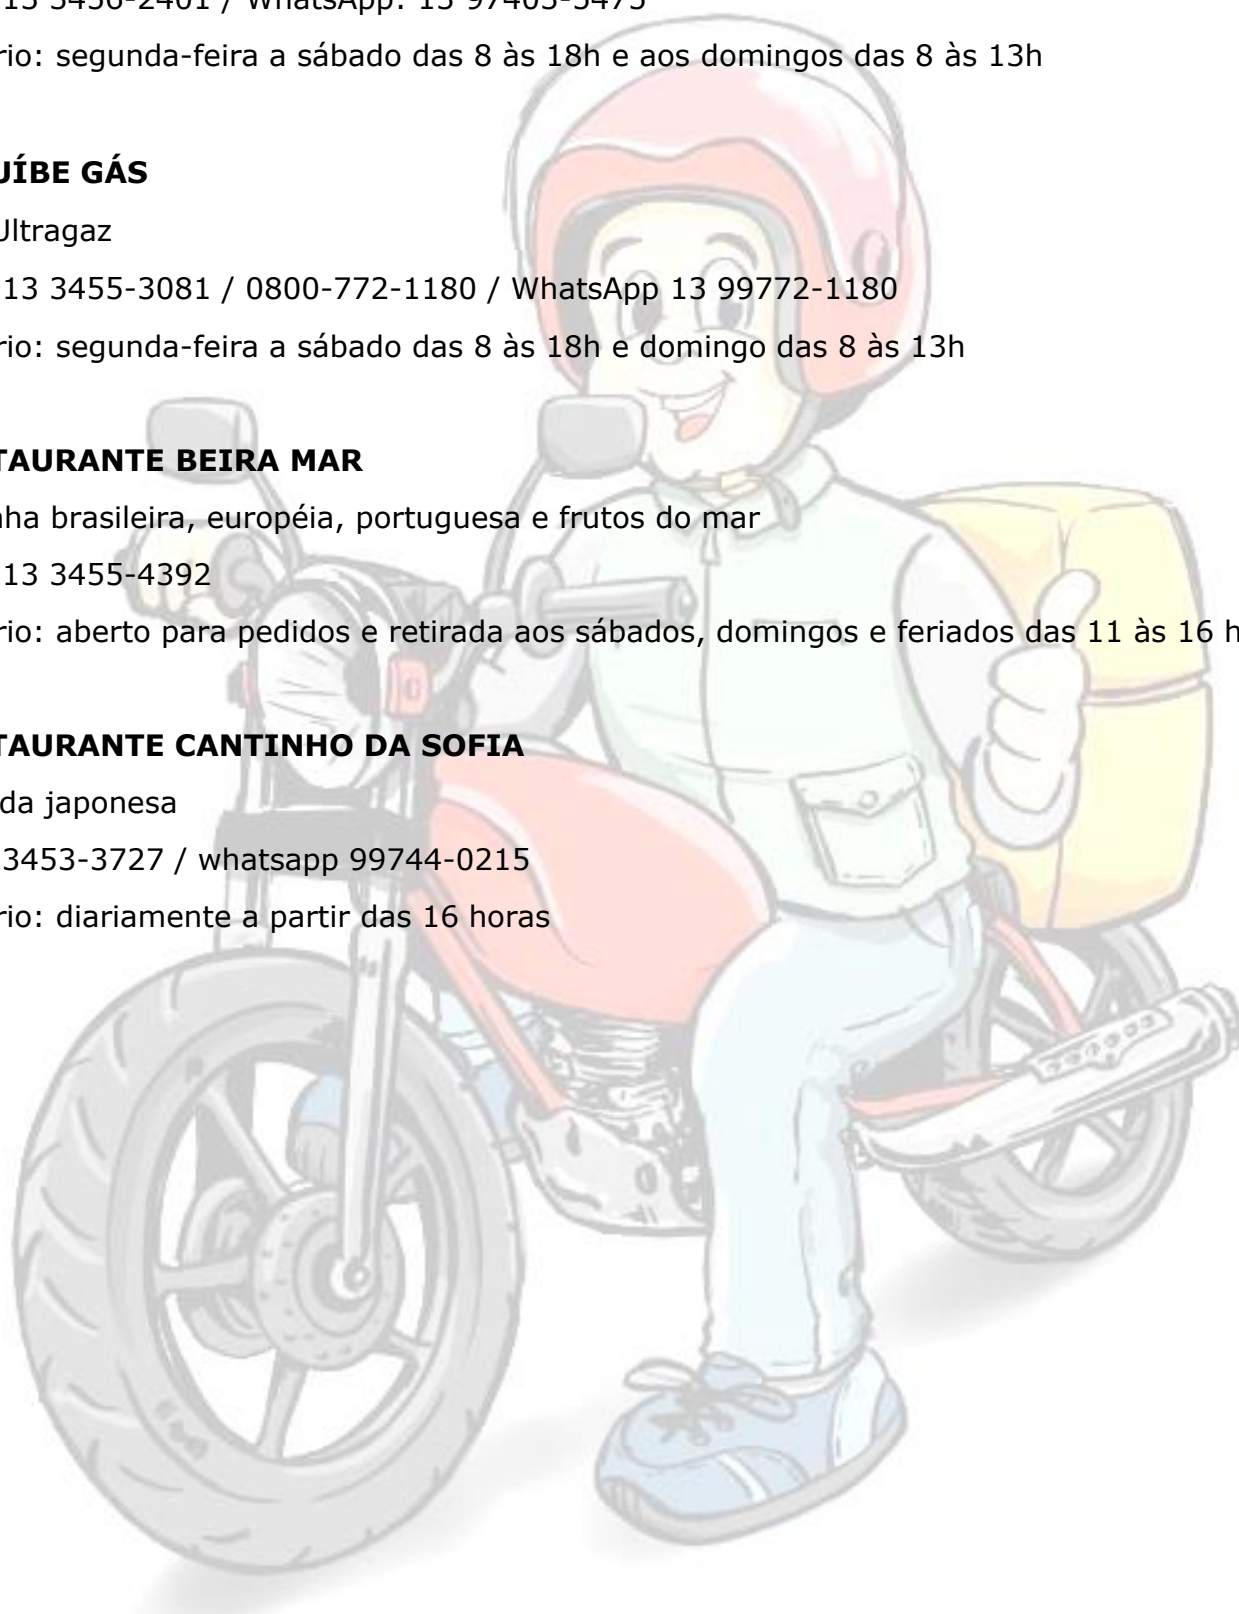 13 3456-2401 / WhatsApp: 13 97403-5475
rio: segunda-feira a sábado das 8 às 18h e aos domingos das 8 às 13h
UÍBE GÁS
Ultragaz
13 3455-3081 / 0800-772-1180 / WhatsApp 13 99772-1180
rio: segunda-feira a sábado das 8 às 18h e domingo das 8 às 13h
TAURANTE BEIRA MAR
nha brasileira, européia, portuguesa e frutos do mar
13 3455-4392
rio: aberto para pedidos e retirada aos sábados, domingos e feriados das 11 às 16 h
TAURANTE CANTINHO DA SOFIA
da japonesa
3453-3727 / whatsapp 99744-0215
rio: diariamente a partir das 16 horas